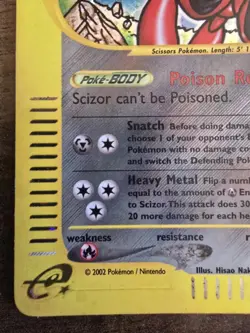 Scissors Pokémon. Length: 5'
Poké-BODY Poison
Scizor can't be Poisoned.
Snatch Before doing dama
choose 1 of your opponent's
Pokémon with no damage co
and switch the Defending Po
Heavy Metal Flip a num
equal to the amount of Ene
to Scizor. This attack does 30
20 more damage for each he
weakness resistance
© 2002 Pokémon / Nintendo Illus. Hisao Nak
e